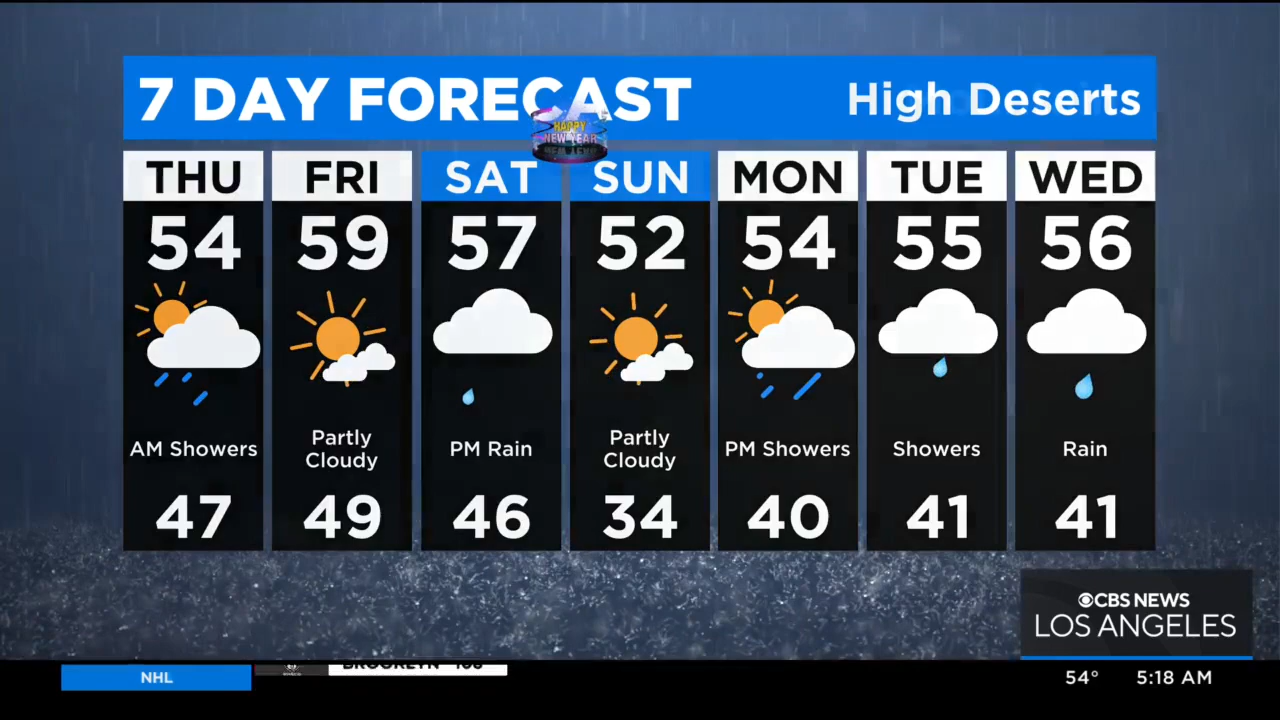 7 DAY FORECAST
High Deserts
HAPPY
NEW YEAR
THU FRI SAT SUN MON TUE WED
54 59 57 52 54 55 56
AM Showers
Partly
Cloudy
PM Rain
Partly
Cloudy
PM Showers
Showers
Rain
47 49 46 34 40 41 41
CBS NEWS
LOS ANGELES
NHL
BROOKLYN
54° 5:18 AM